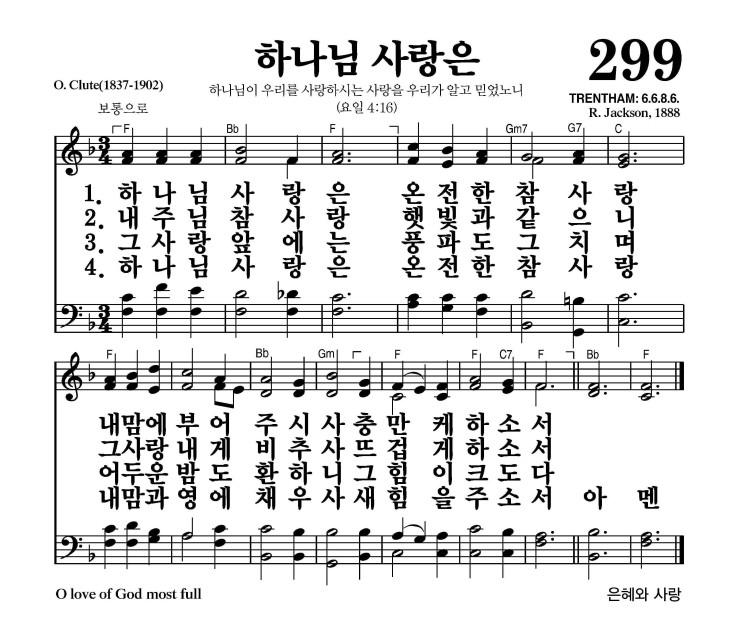 하나님 사랑은
299
O. Clute(1837-1902)
하나님이 우리를 사랑하시는 사랑을 우리가 알고 믿었노니
(요일 4:16)
TRENTHAM: 6.6.8.6.
R. Jackson, 1888
보통으로
F Bb F Gm7 G7 C
1. 하 나 님 사 랑 은 온 전 한 참 사 랑
2. 내 주 님 참 사 랑 햇 빛 과 같 으 니
3. 그 사 랑 앞 에 는 풍 파 도 그 치 며
4. 하 나 님 사 랑 은 온 전 한 참 사 랑
F Bb Gm F F C7 F Bb F
내맘에 부 어 주 시 사 충 만 케 하 소 서
그사랑 내 게 비 추 사 뜨 겁 게 하 소 서
어두운 밤 도 환 하 니 그 힘 이 크 도 다
내맘과 영 에 채 우 사 새 힘 을 주 소 서 아 멘
O love of God most full
은혜와 사랑